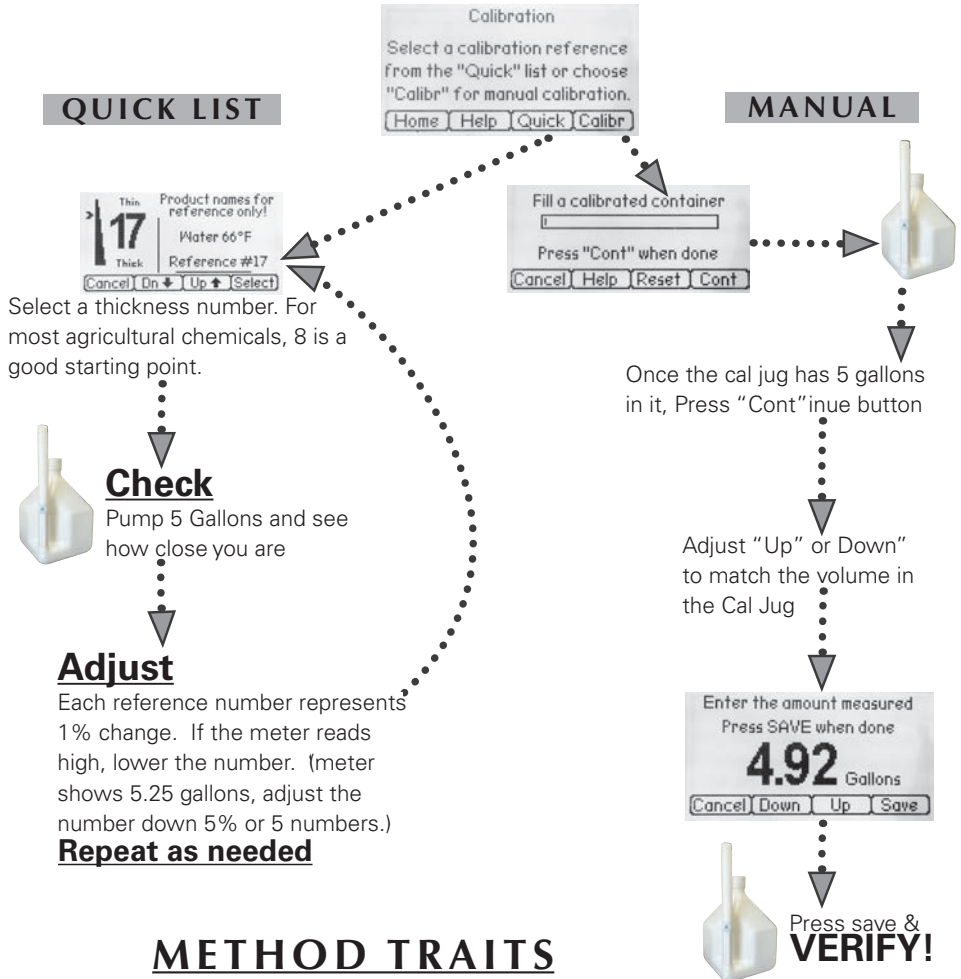 Calibration
Select a calibration reference
from the "Quick" list or choose
"Calibr" for manual calibration.
Home Help Quick Calibr
QUICK LIST
Thin
17
Thick
Product names for
reference only!
Water 66°F
Reference #17
Cancel Dn Up Select
Select a thickness number. For
most agricultural chemicals, 8 is a
good starting point.
Check
Pump 5 Gallons and see
how close you are
Adjust
Each reference number represents
1% change. If the meter reads
high, lower the number. (meter
shows 5.25 gallons, adjust the
number down 5% or 5 numbers.)
Repeat as needed
MANUAL
Fill a calibrated container
Press "Cont" when done
Cancel Help Reset Cont
Once the cal jug has 5 gallons
in it, Press “Cont”inue button
Adjust “Up” or Down”
to match the volume in
the Cal Jug
Enter the amount measured
Press SAVE when done
4.92 Gallons
Cancel Down Up Save
Press save &
VERIFY!
METHOD TRAITS